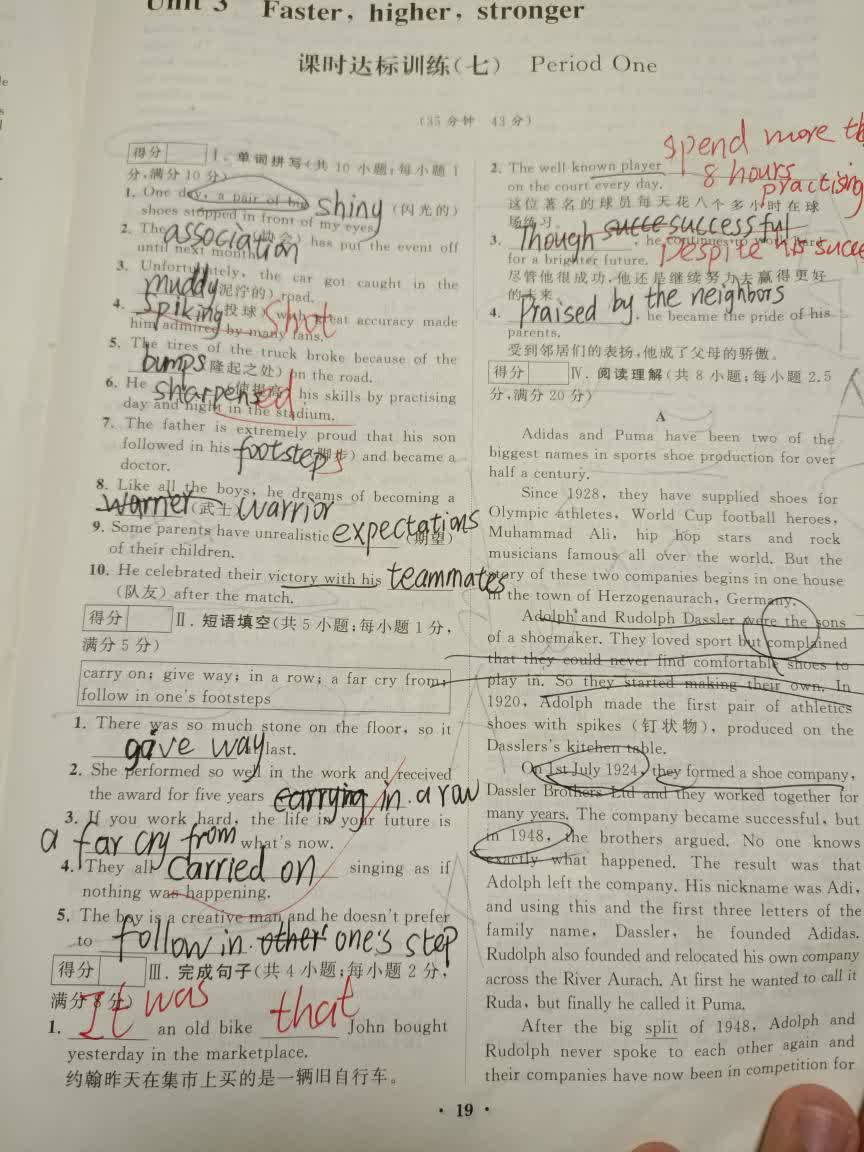 Unit 3 Faster, higher, stronger
课时达标训练(七) Period One
(35分钟 43分)
得分 Ⅰ. 单词拼写(共10小题;每小题1
分,满分10分)
1. One day, a pair of big shiny (闪光的)
shoes stopped in front of my eyes.
2. The association (协会) has put the event off
until next month.
3. Unfortunately, the car got caught in the
muddy (泥泞的) road.
4. Spiking (投球) with great accuracy made shot
him admired by many fans.
5. The tires of the truck broke because of the
bumps (隆起之处) on the road.
6. He sharpensed (使提高) his skills by practising
day and night in the stadium.
7. The father is extremely proud that his son
followed in his footsteps (脚步) and became a
doctor.
8. Like all the boys, he dreams of becoming a
(武士) warrior
9. Some parents have unrealistic expectations (期望)
of their children.
10. He celebrated their victory with his teammates
(队友) after the match.
得分 Ⅱ. 短语填空(共5小题;每小题1分,
满分5分)
carry on; give way; in a row; a far cry from;
follow in one's footsteps
1. There was so much stone on the floor, so it
give way last.
2. She performed so well in the work and received
the award for five years carrying in a row
3. If you work hard, the life in your future is
a far cry from what's now.
4. They all carried on singing as if
nothing was happening.
5. The boy is a creative man and he doesn't prefer
to follow in other one's step
得分 Ⅲ. 完成句子(共4小题;每小题2分,
满分8分)
1. It was an old bike that John bought
yesterday in the marketplace.
约翰昨天在集市上买的是一辆旧自行车。
2. The well-known player spend more
on the court every day. 8 hours practising
这位著名的球员每天花八个多小时在球
场练习。
3. Though succe successful, he continues to work hard
for a brighter future. Despite his succe
尽管他很成功,他还是继续努力去赢得更好
的未来。
4. Praised by the neighbors, he became the pride of his
parents.
受到邻居们的表扬,他成了父母的骄傲。
得分 Ⅳ. 阅读理解(共8小题;每小题2.5
分,满分20分)
A
Adidas and Puma have been two of the
biggest names in sports shoe production for over
half a century.
Since 1928, they have supplied shoes for
Olympic athletes, World Cup football heroes,
Muhammad Ali, hip hop stars and rock
musicians famous all over the world. But the
story of these two companies begins in one house
in the town of Herzogenaurach, Germany.
Adolph and Rudolph Dassler were the sons
of a shoemaker. They loved sport but complained
that they could never find comfortable shoes to
play in. So they started making their own. In
1920, Adolph made the first pair of athletics
shoes with spikes (钉状物), produced on the
Dasslers's kitchen table.
On 1st July 1924, they formed a shoe company,
Dassler Brothers Ltd and they worked together for
many years. The company became successful, but
in 1948, the brothers argued. No one knows
exactly what happened. The result was that
Adolph left the company. His nickname was Adi,
and using this and the first three letters of the
family name, Dassler, he founded Adidas.
Rudolph also founded and relocated his own company
across the River Aurach. At first he wanted to call it
Ruda, but finally he called it Puma.
After the big split of 1948, Adolph and
Rudolph never spoke to each other again and
their companies have now been in competition for
· 19 ·